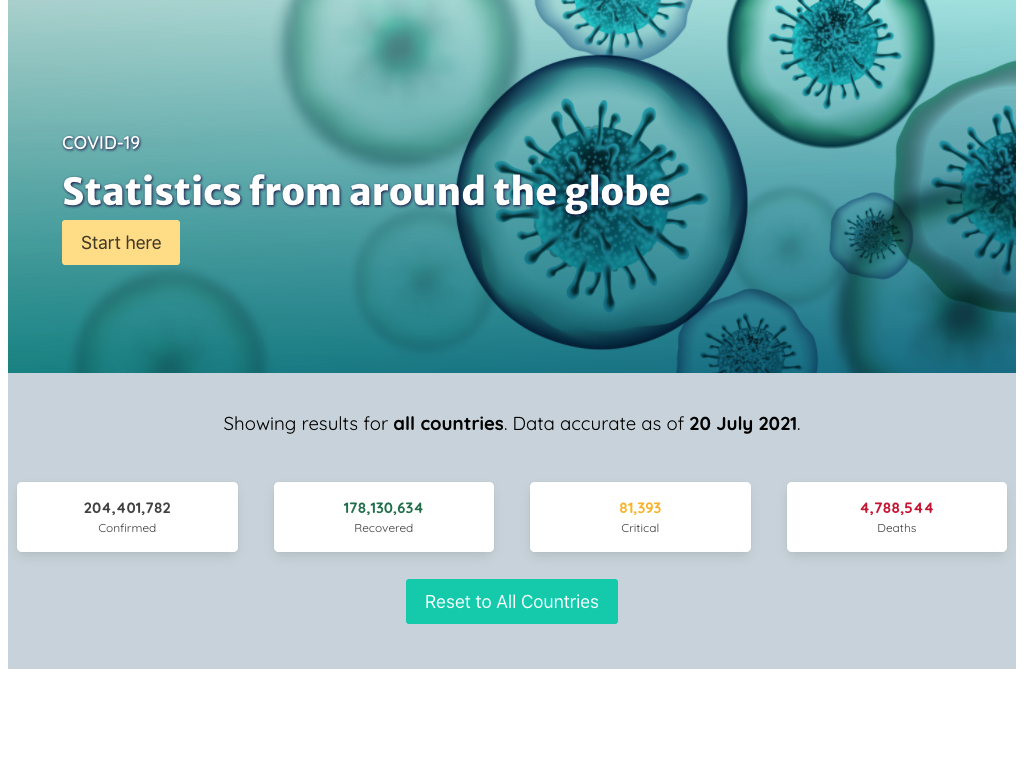 COVID-19
Statistics from around the globe
Start here
Showing results for all countries. Data accurate as of 20 July 2021.
204,401,782
Confirmed
178,130,634
Recovered
81,393
Critical
4,788,544
Deaths
Reset to All Countries